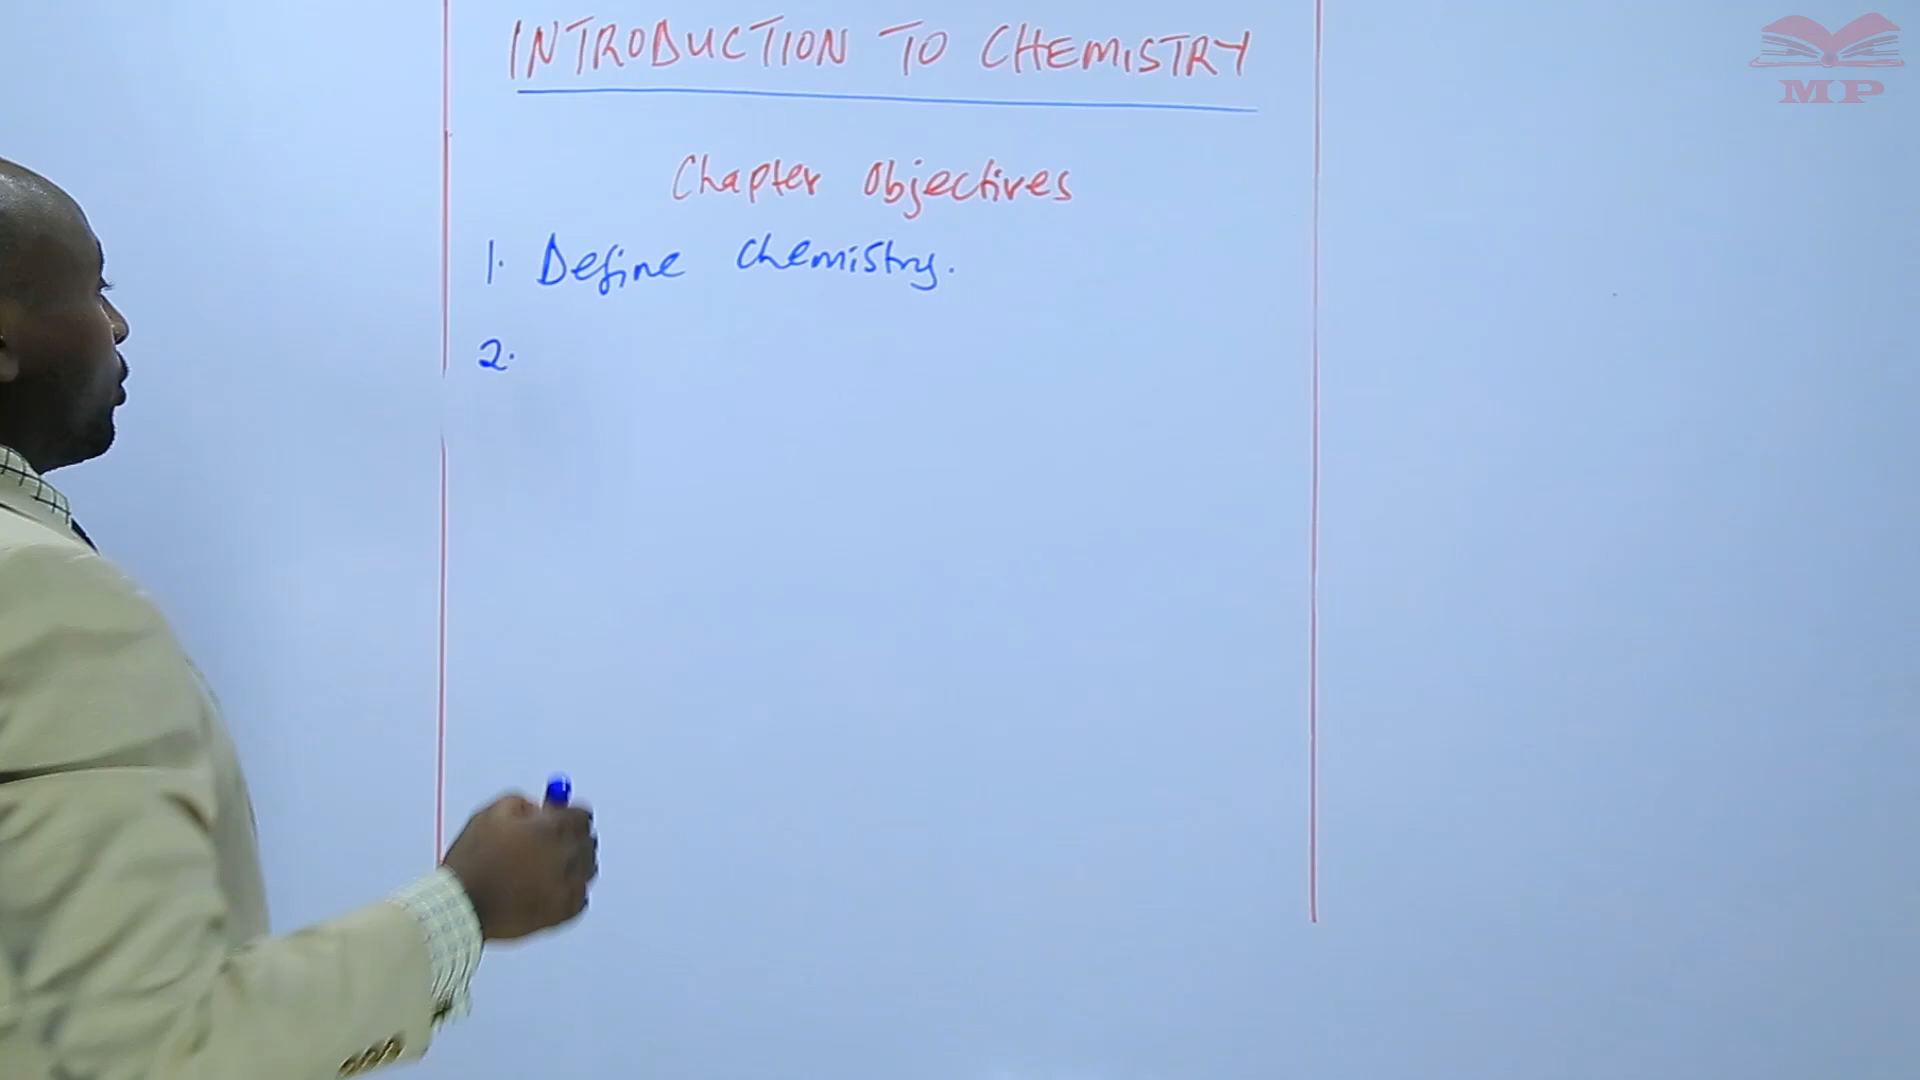 INTRODUCTION TO CHEMISTRY
Chapter Objectives
1. Define Chemistry.
2.
MP